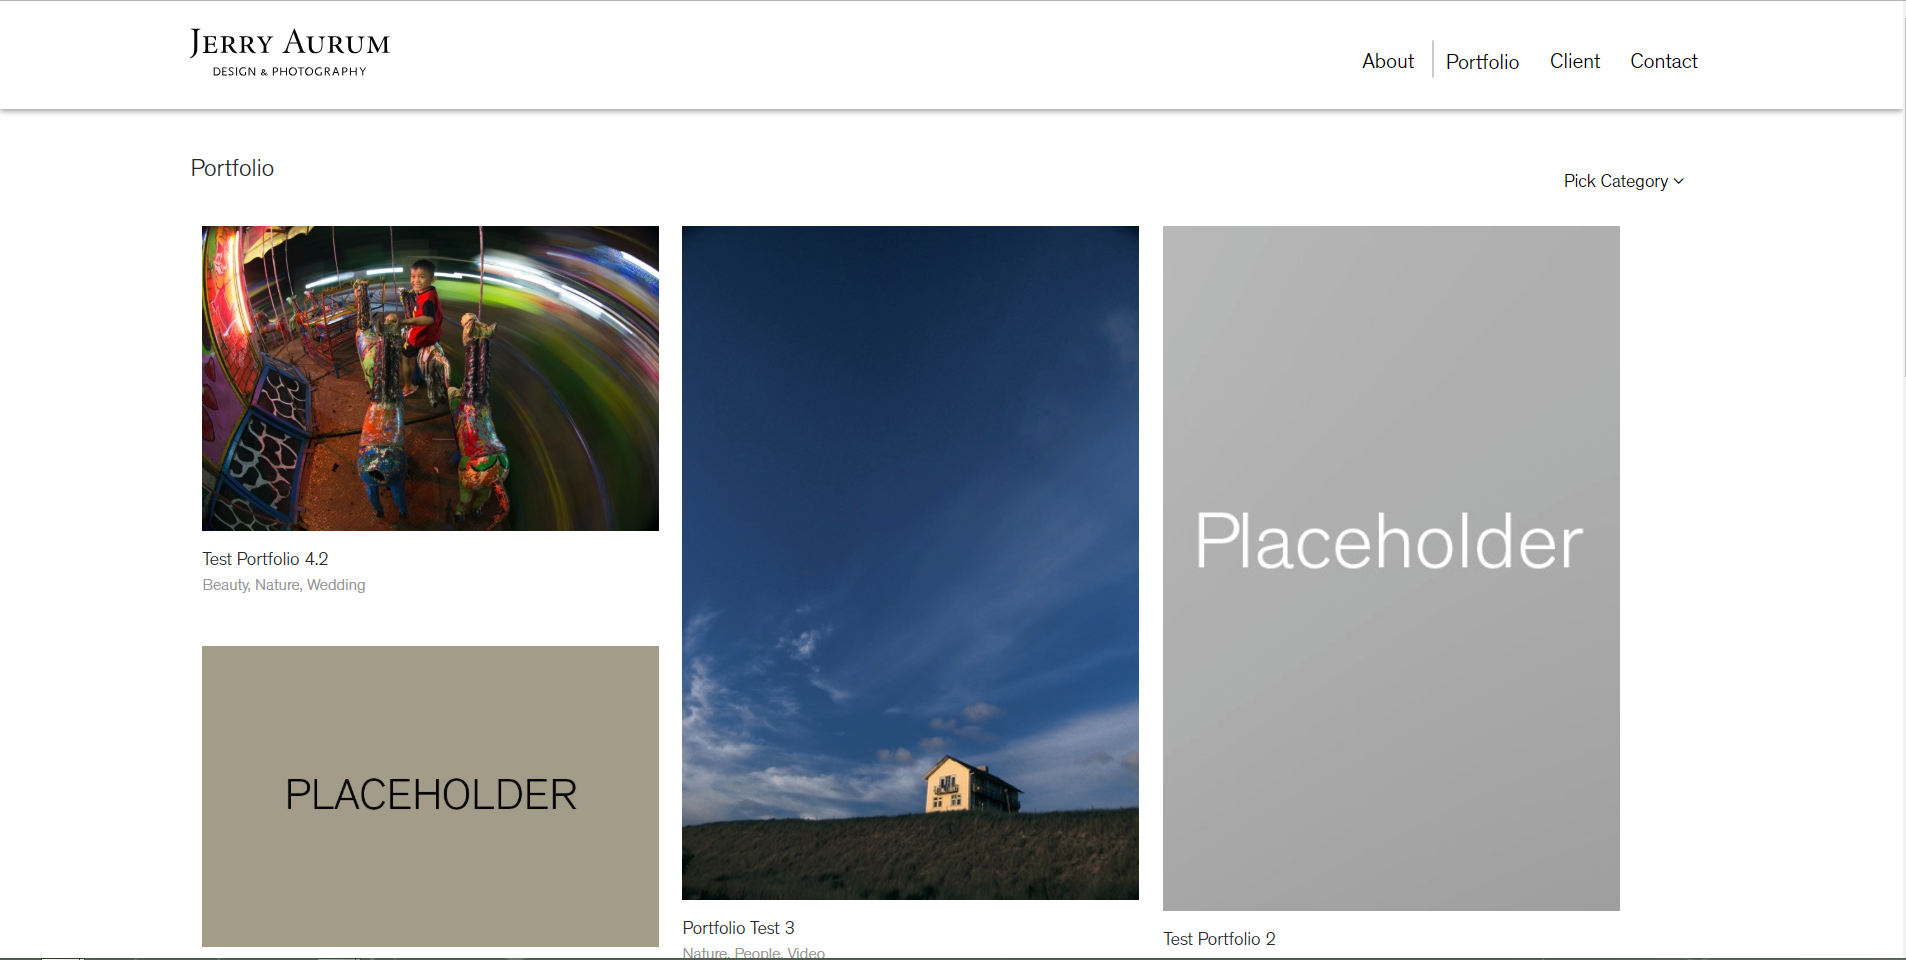 JERRY AURUM
DESIGN & PHOTOGRAPHY
About
Portfolio
Client
Contact
Portfolio
Pick Category
Test Portfolio 4.2
Beauty, Nature, Wedding
PLACEHOLDER
Portfolio Test 3
Nature, People, Video
Placeholder
Test Portfolio 2